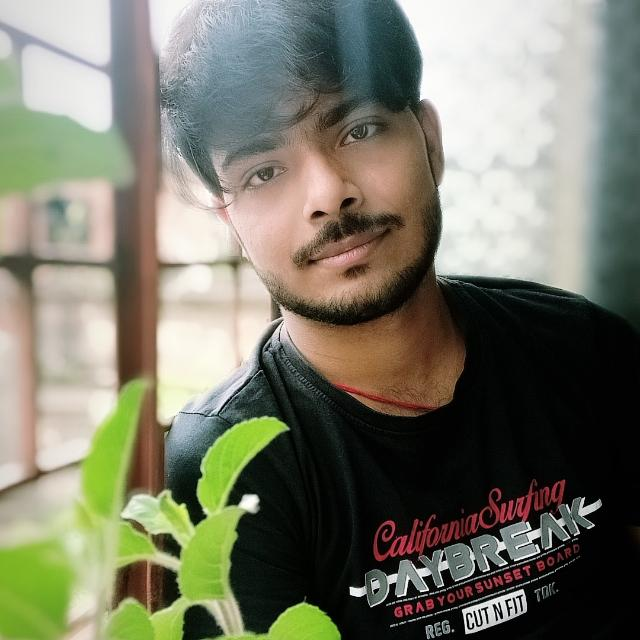 California Surfing
DAYBREAK
GRAB YOUR SUNSET BOARD
REG. CUT N FIT TDK.